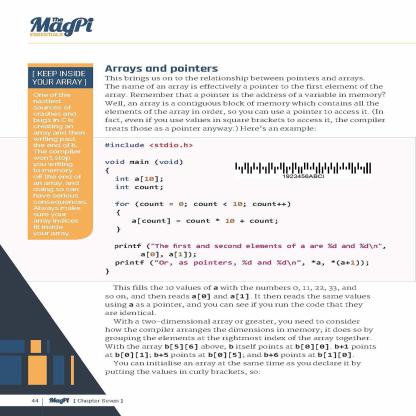 The
MagPi
ESSENTIALS
[ KEEP INSIDE
YOUR ARRAY ]
One of the
nastiest
sources of
crashes and
bugs in C is
creating an
array and then
writing past
the end of it.
The compiler
won't stop
you writing
to memory
off the end of
an array, and
doing so can
have serious
consequences.
Always make
sure your
array indices
fit inside
your array.
Arrays and pointers
This brings us on to the relationship between pointers and arrays.
The name of an array is effectively a pointer to the first element of the
array. Remember that a pointer is the address of a variable in memory?
Well, an array is a contiguous block of memory which contains all the
elements of the array in order, so you can use a pointer to access it. (In
fact, even if you use values in square brackets to access it, the compiler
treats those as a pointer anyway.) Here's an example:
#include <stdio.h>
void main (void)
{
int a[10];
int count;
for (count = 0; count < 10; count++)
{
a[count] = count * 10 + count;
}
printf ("The first and second elements of a are %d and %d\n",
a[0], a[1]);
printf ("Or, as pointers, %d and %d\n", *a, *(a+1));
}
This fills the 10 values of a with the numbers 0, 11, 22, 33, and
so on, and then reads a[0] and a[1]. It then reads the same values
using a as a pointer, and you can see if you run the code that they
are identical.
With a two-dimensional array or greater, you need to consider
how the compiler arranges the dimensions in memory; it does so by
grouping the elements at the rightmost index of the array together.
With the array b[5][6] above, b itself points at b[0][0]. b+1 points
at b[0][1]; b+5 points at b[0][5]; and b+6 points at b[1][0].
You can initialise an array at the same time as you declare it by
putting the values in curly brackets, so:
44
MagPi
[ Chapter Seven ]